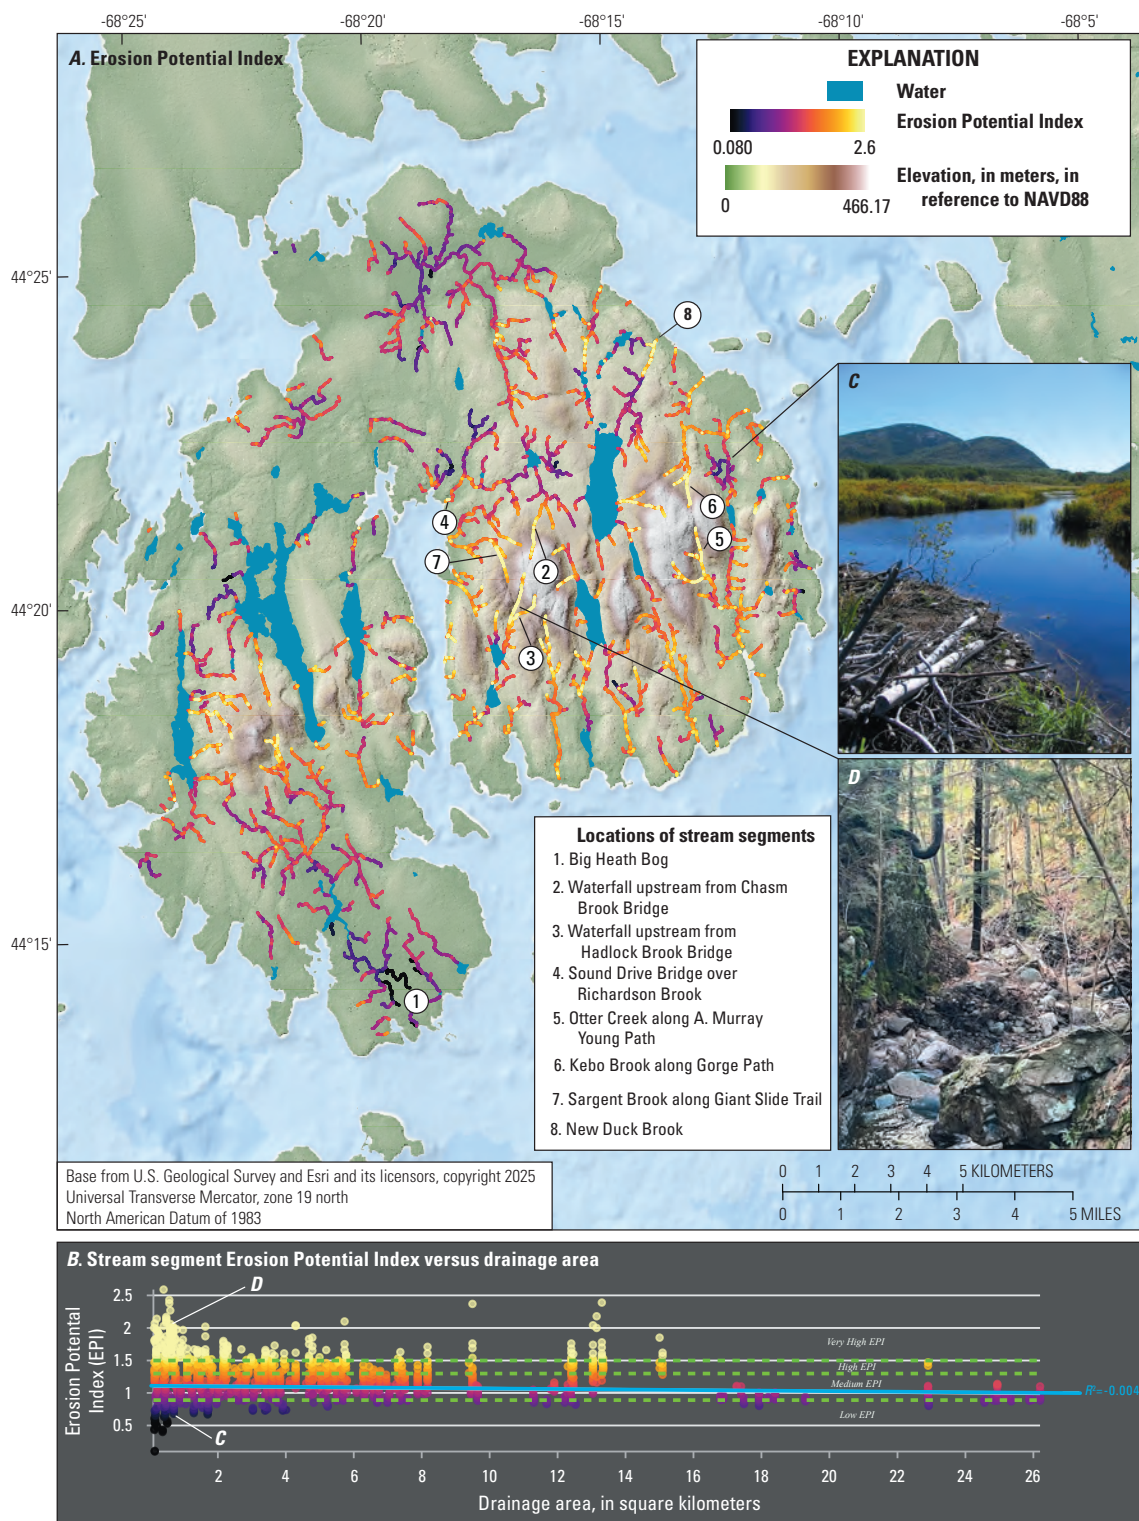 -68°25'
-68°20'
-68°15'
-68°10'
-68°5'
A. Erosion Potential Index
EXPLANATION
Water
Erosion Potential Index
0.080
2.6
Elevation, in meters, in
reference to NAVD88
0
466.17
44°25'
44°20'
44°15'
8
C
4
6
5
7
2
3
1
D
Locations of stream segments
1. Big Heath Bog
2. Waterfall upstream from Chasm
Brook Bridge
3. Waterfall upstream from
Hadlock Brook Bridge
4. Sound Drive Bridge over
Richardson Brook
5. Otter Creek along A. Murray
Young Path
6. Kebo Brook along Gorge Path
7. Sargent Brook along Giant Slide Trail
8. New Duck Brook
Base from U.S. Geological Survey and Esri and its licensors, copyright 2025
Universal Transverse Mercator, zone 19 north
North American Datum of 1983
0 1 2 3 4 5 KILOMETERS
0 1 2 3 4 5 MILES
B. Stream segment Erosion Potential Index versus drainage area
Erosion Potential
Index (EPI)
2.5
2
1.5
1
0.5
D
C
Very High EPI
High EPI
Medium EPI
Low EPI
R²= -0.004
2 4 6 8 10 12 14 16 18 20 22 24 26
Drainage area, in square kilometers